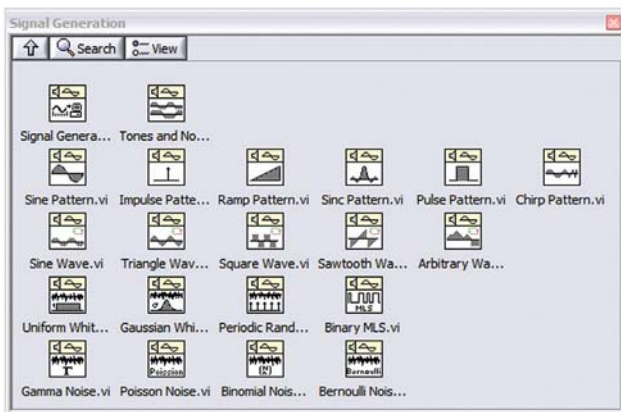 Signal Generation
Search View
Signal Genera... Tones and No...
Sine Pattern.vi Impulse Patte... Ramp Pattern.vi Sinc Pattern.vi Pulse Pattern.vi Chirp Pattern.vi
Sine Wave.vi Triangle Wav... Square Wave.vi Sawtooth Wa... Arbitrary Wa...
MLS
Uniform Whit... Gaussian Whi... Periodic Rand... Binary MLS.vi
Γ Poission (N) Bernoulli
Gamma Noise.vi Poisson Noise.vi Binomial Nois... Bernoulli Nois...